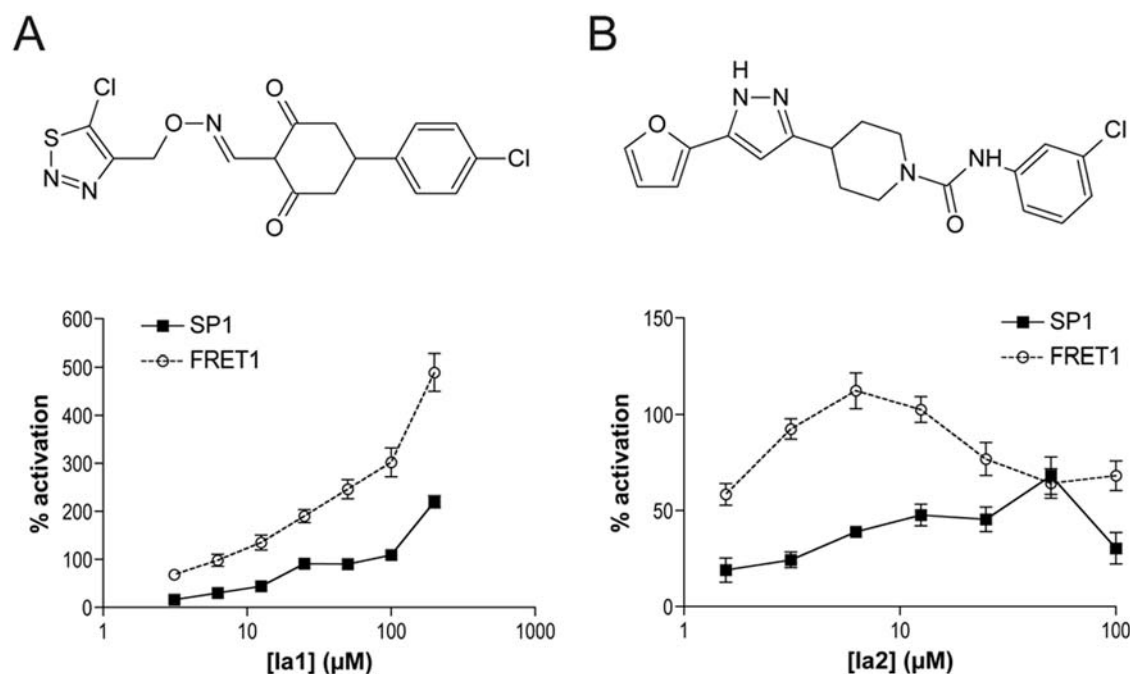 A
B
Cl
O
S
N=N
O
N
O
Cl
H
N
N
O
N
O
NH
Cl
SP1
FRET1
% activation
600
500
400
300
200
100
0
1
10
100
1000
[Ia1] (µM)
SP1
FRET1
% activation
150
100
50
0
1
10
100
[Ia2] (µM)